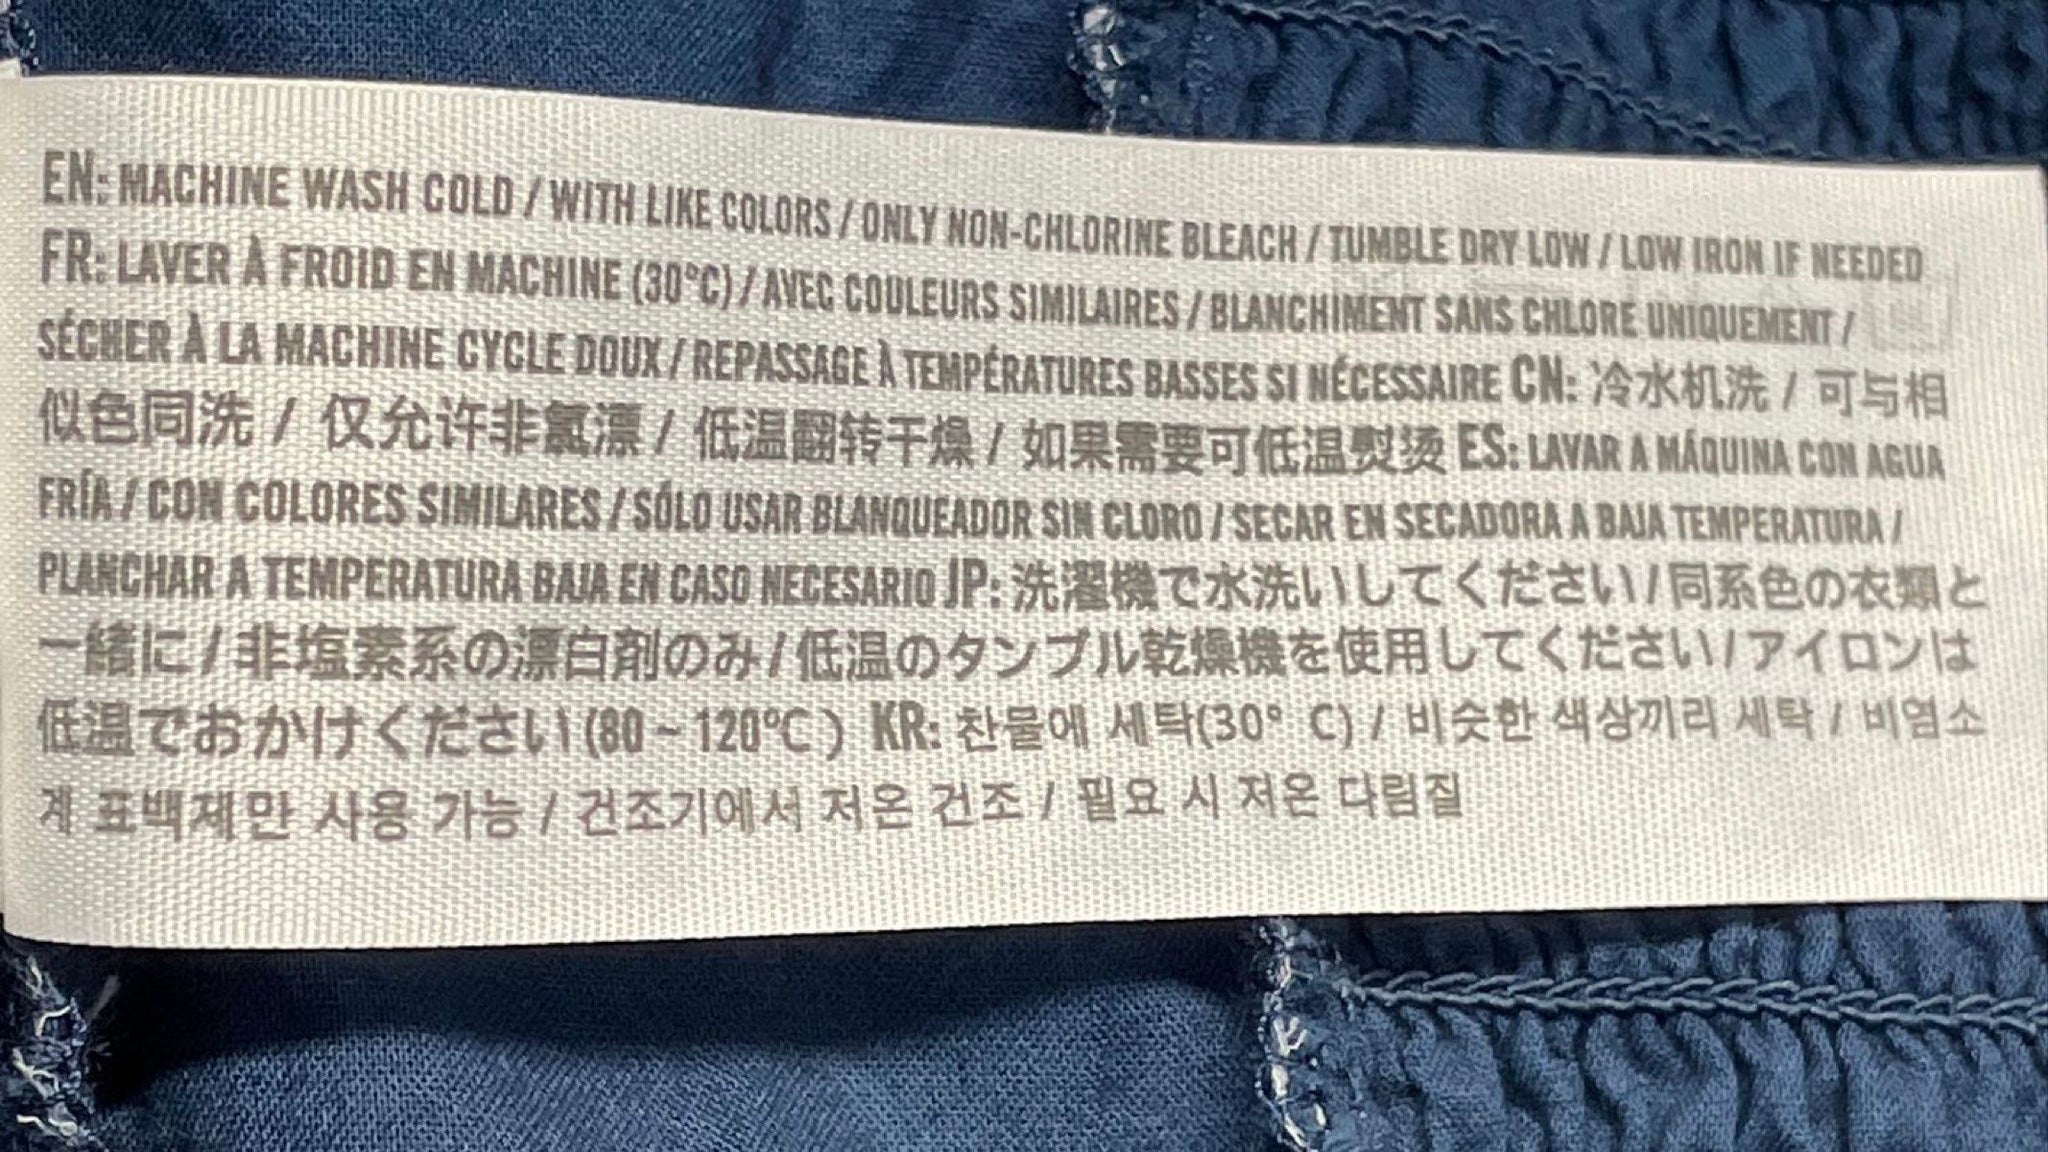 EN: MACHINE WASH COLD / WITH LIKE COLORS / ONLY NON-CHLORINE BLEACH / TUMBLE DRY LOW / LOW IRON IF NEEDED
FR: LAVER À FROID EN MACHINE (30°C) / AVEC COULEURS SIMILAIRES / BLANCHIMENT SANS CHLORE UNIQUEMENT /
SÉCHER À LA MACHINE CYCLE DOUX / REPASSAGE À TEMPÉRATURES BASSES SI NÉCESSAIRE CN: 冷水机洗 / 可与相
似色同洗 / 仅允许非氯漂 / 低温翻转干燥 / 如果需要可低温熨烫 ES: LAVAR A MÁQUINA CON AGUA
FRÍA / CON COLORES SIMILARES / SÓLO USAR BLANQUEADOR SIN CLORO / SECAR EN SECADORA A BAJA TEMPERATURA /
PLANCHAR A TEMPERATURA BAJA EN CASO NECESARIO JP: 洗濯機で水洗いしてください/同系色の衣類と
一緒に/非塩素系の漂白剤のみ/低温のタンブル乾燥機を使用してください/アイロンは
低温でおかけください(80~120°C) KR: 찬물에 세탁(30° C) / 비슷한 색상끼리 세탁 / 비염소
계 표백제만 사용 가능 / 건조기에서 저온 건조 / 필요 시 저온 다림질